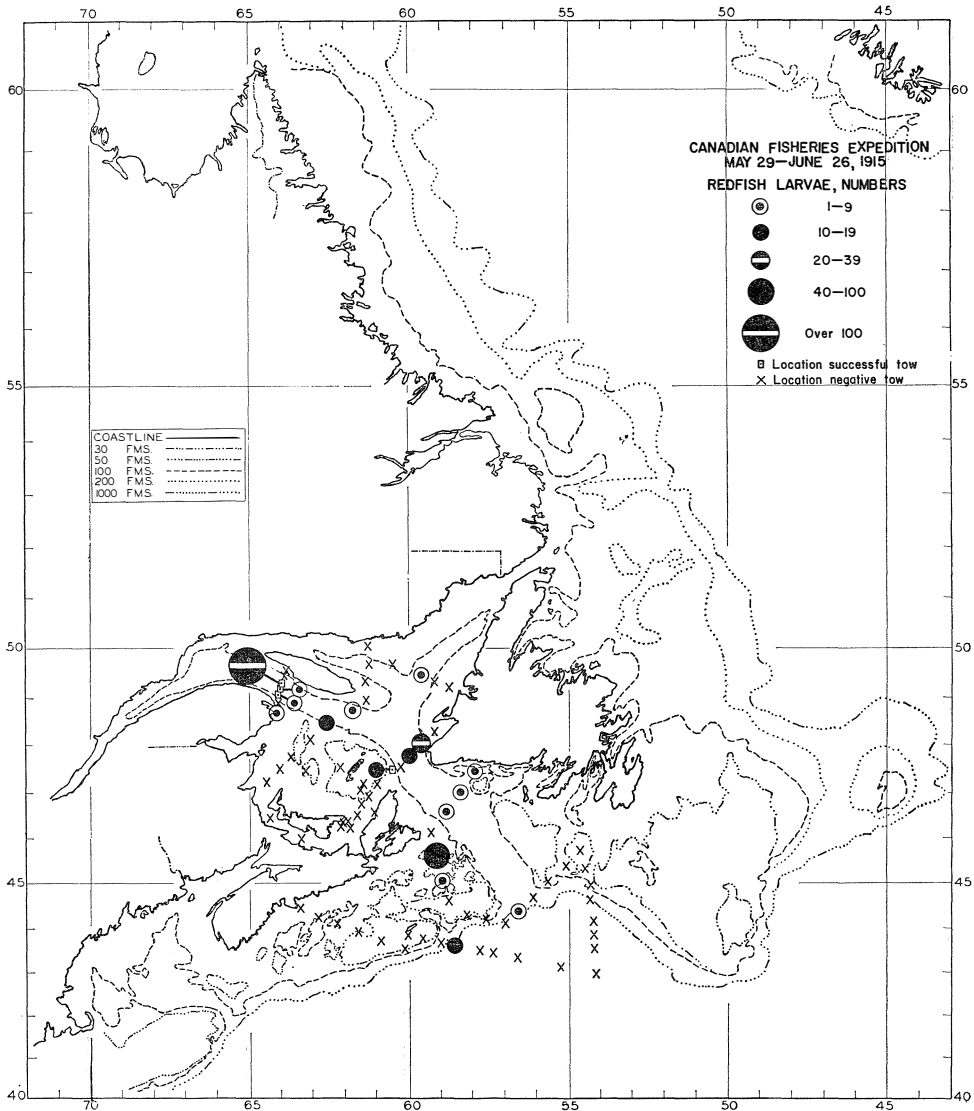 65 60 55 50 45
60 60
CANADIAN FISHERIES EXPEDITION
MAY 29—JUNE 26, 1915
REDFISH LARVAE, NUMBERS
1—9
10—19
20—39
40—100
Over 100
Location successful tow
X Location negative tow
55 55
COASTLINE
30 FMS.
50 FMS.
100 FMS.
200 FMS.
1000 FMS.
50 50
45 45
40 40
70 65 60 55 50 45